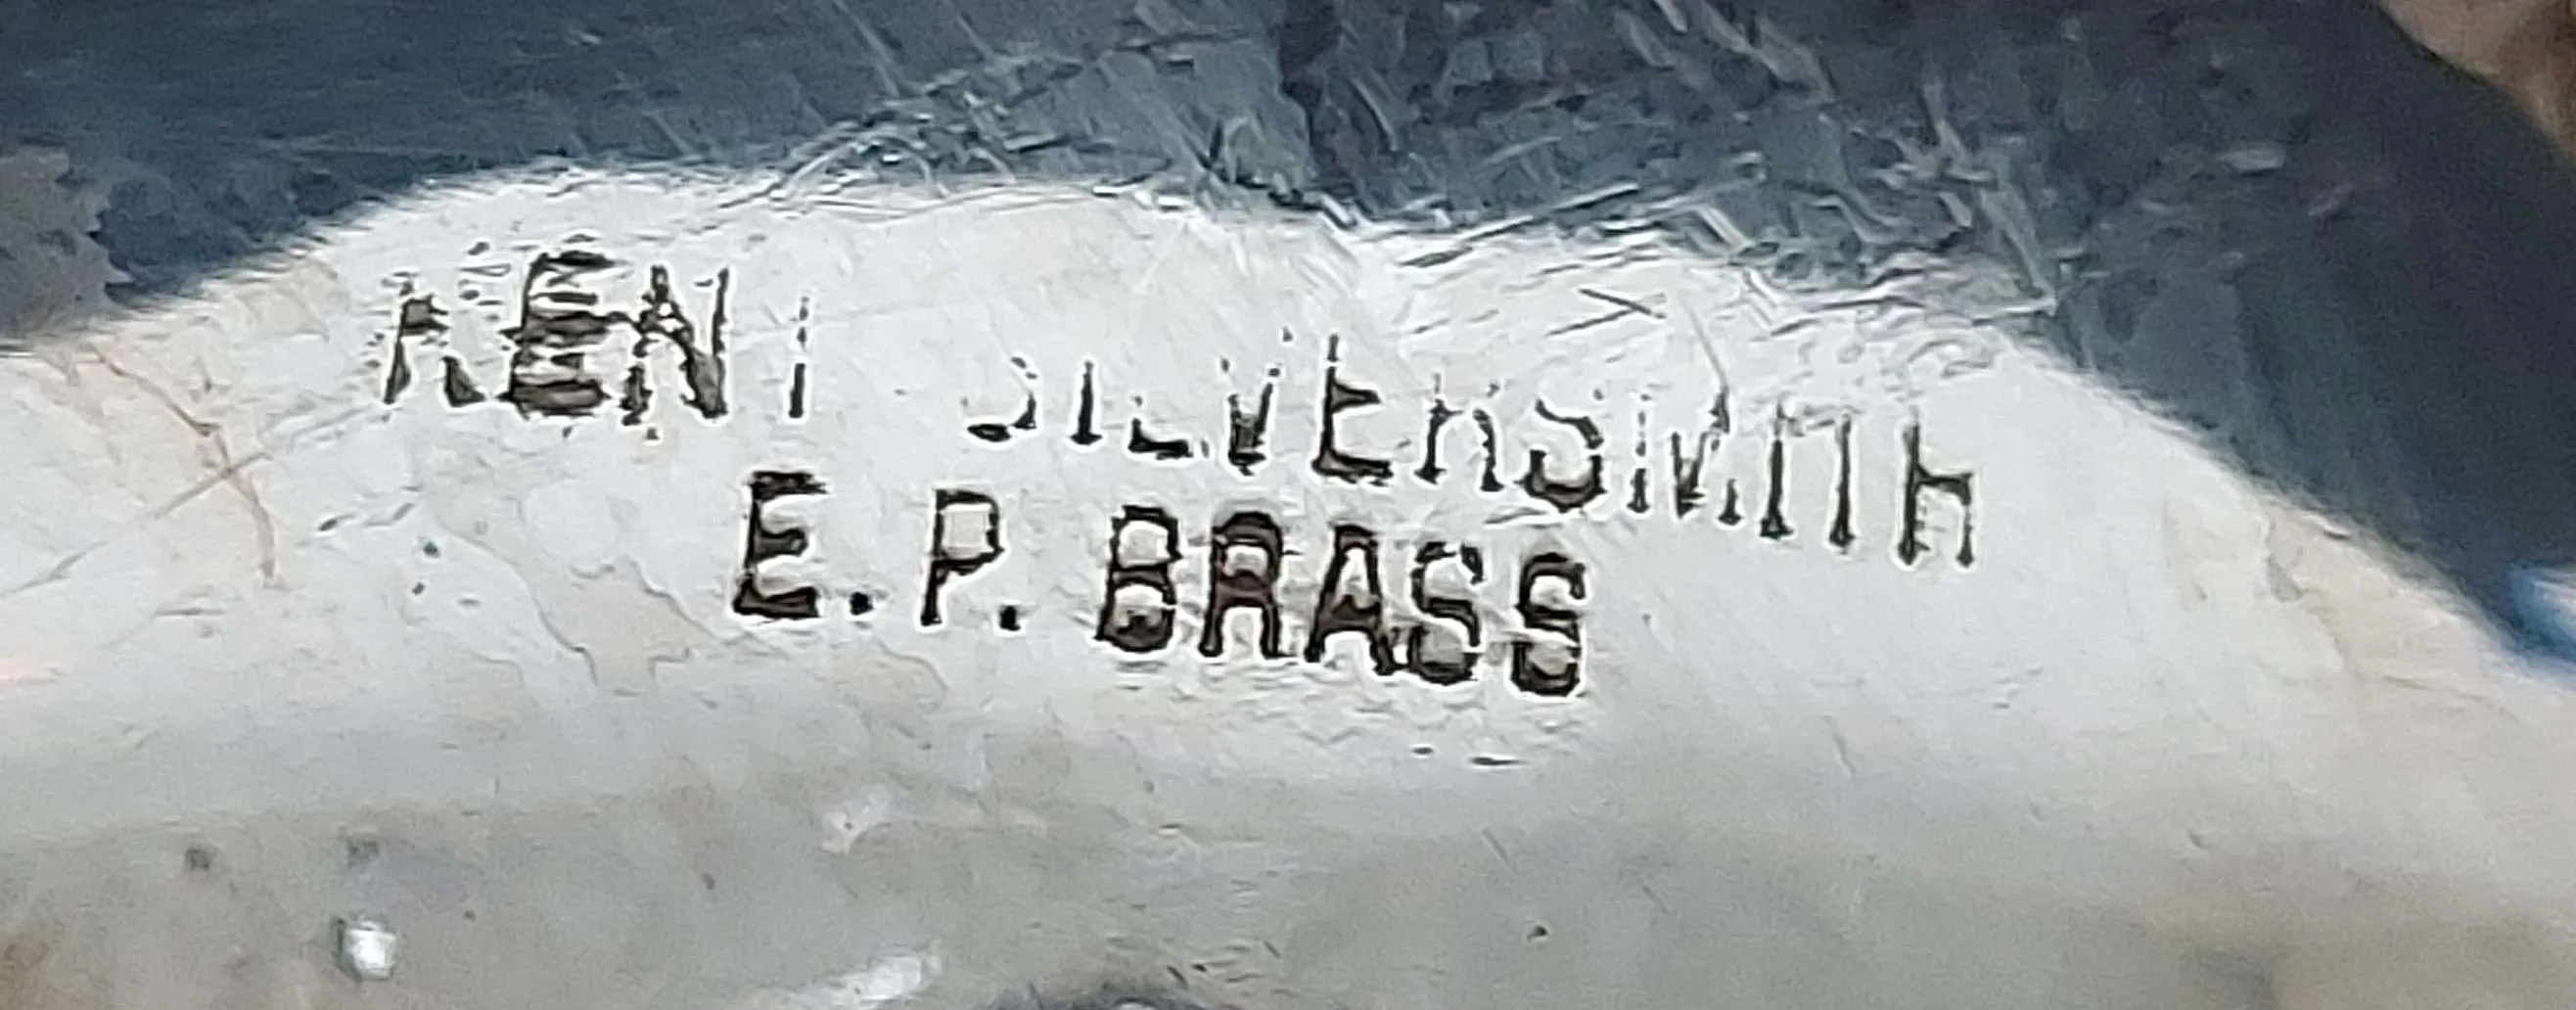 KENT SILVERSMITH
E.P. BRASS